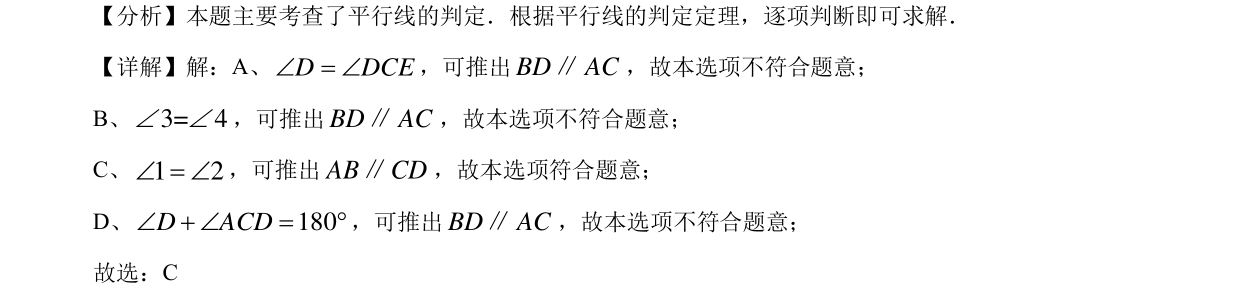 【分析】本题主要考查了平行线的判定．根据平行线的判定定理，逐项判断即可求解．
【详解】解：A、∠D＝∠DCE，可推出BD∥AC，故本选项不符合题意；
B、∠3=∠4，可推出BD∥AC，故本选项不符合题意；
C、∠1＝∠2，可推出AB∥CD，故本选项符合题意；
D、∠D＋∠ACD＝180°，可推出BD∥AC，故本选项不符合题意；
故选：C